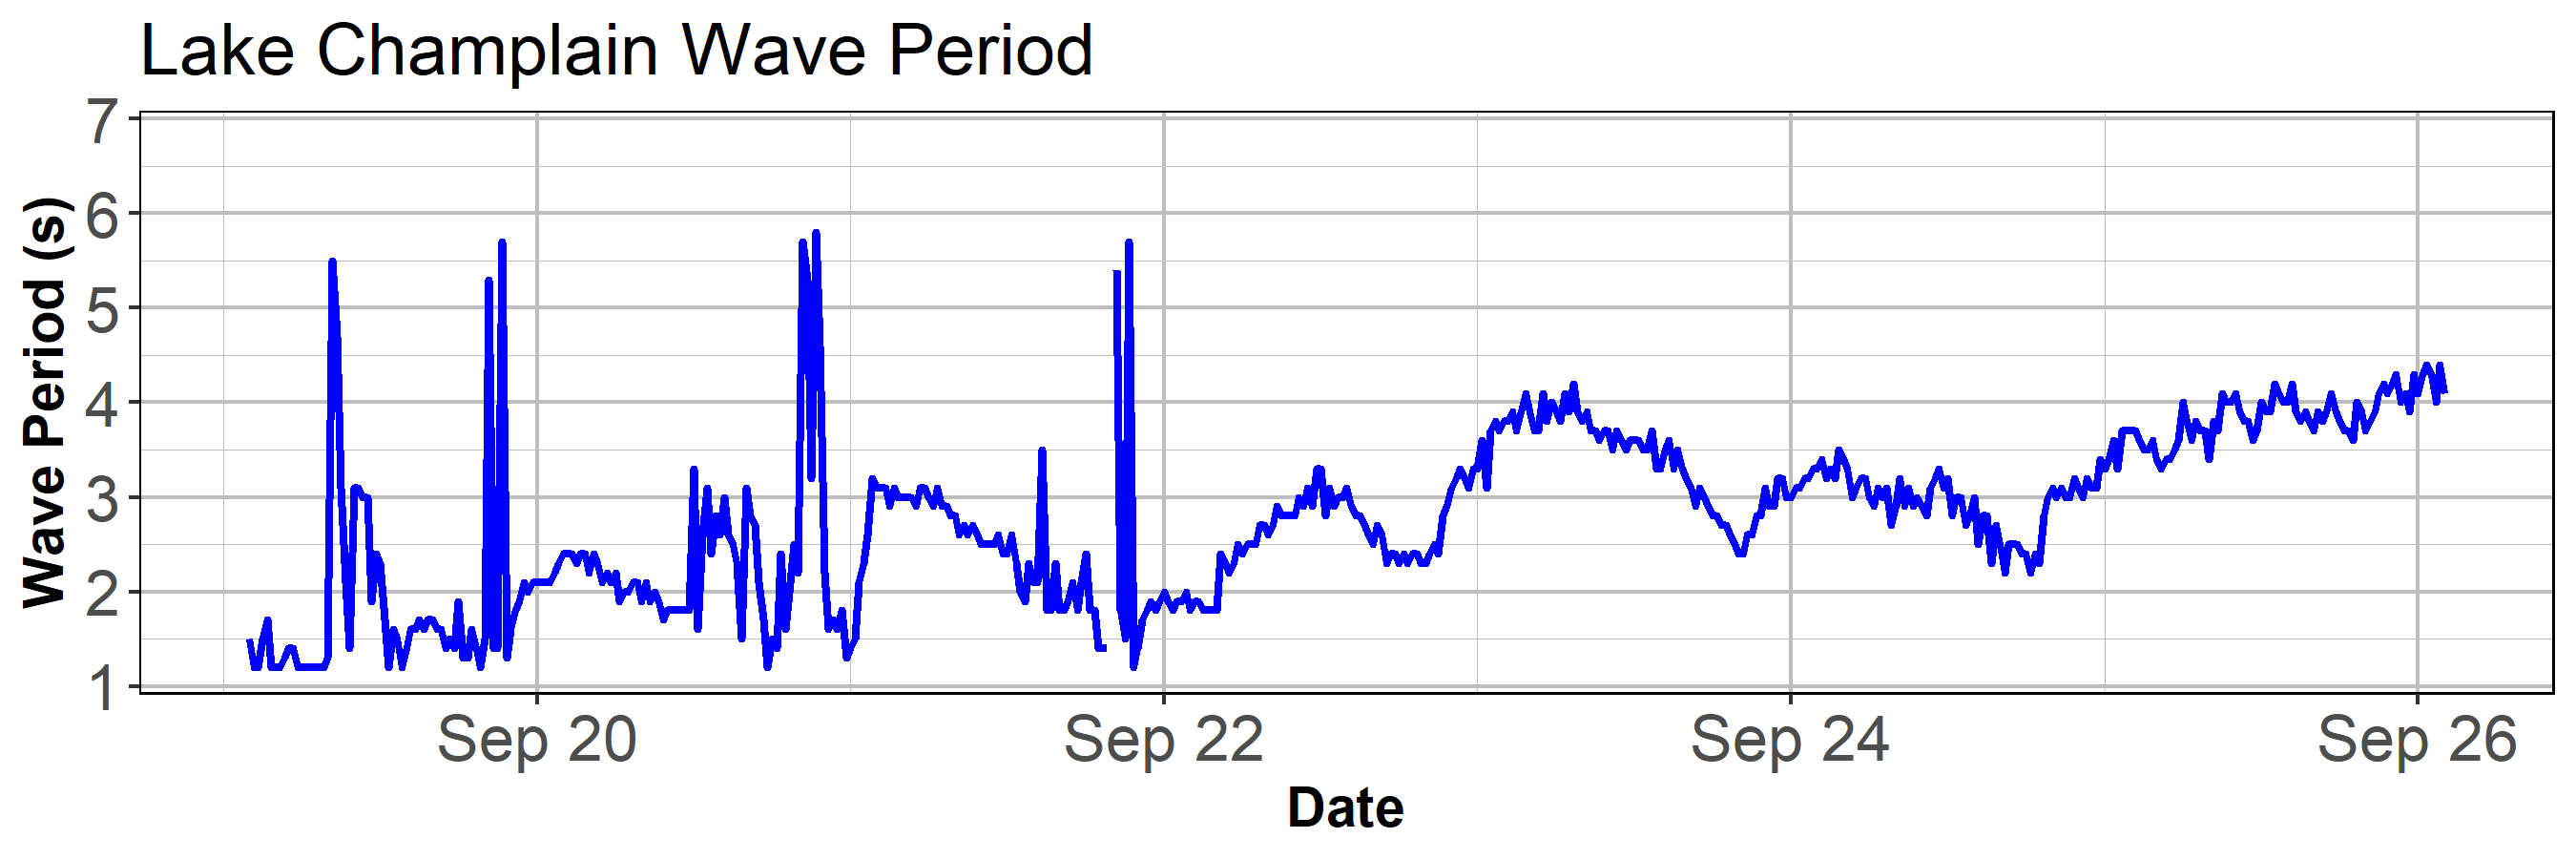 Lake Champlain Wave Period
7
6
5
4
3
2
1
Wave Period (s)
Sep 20
Sep 22
Sep 24
Sep 26
Date